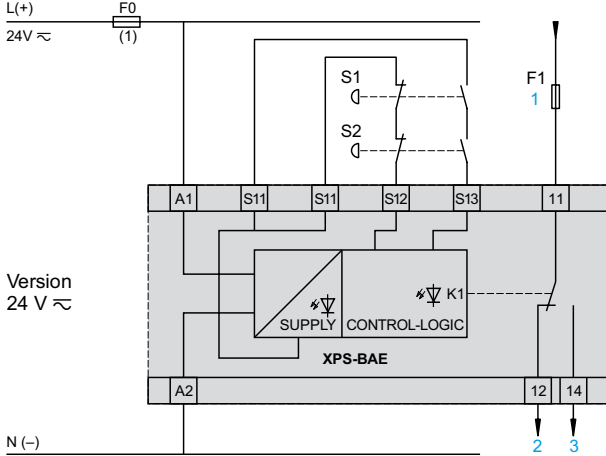 L(+)
F0
24V ⎓
(1)
S1
F1
1
S2
A1
S11
S11
S12
S13
11
Version
24 V ⎓
K1
SUPPLY
CONTROL-LOGIC
XPS-BAE
A2
12
14
N (–)
2
3